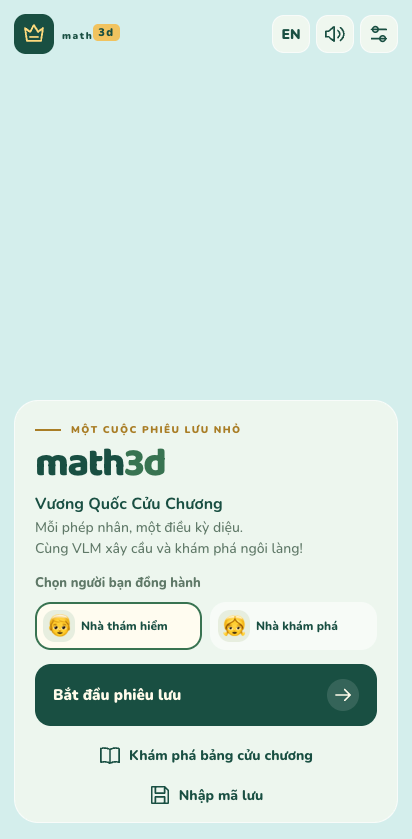 math3d
EN
MỘT CUỘC PHIÊU LƯU NHỎ
math3d
Vương Quốc Cửu Chương
Mỗi phép nhân, một điều kỳ diệu.
Cùng VLM xây cầu và khám phá ngôi làng!
Chọn người bạn đồng hành
Nhà thám hiểm
Nhà khám phá
Bắt đầu phiêu lưu
Khám phá bảng cửu chương
Nhập mã lưu